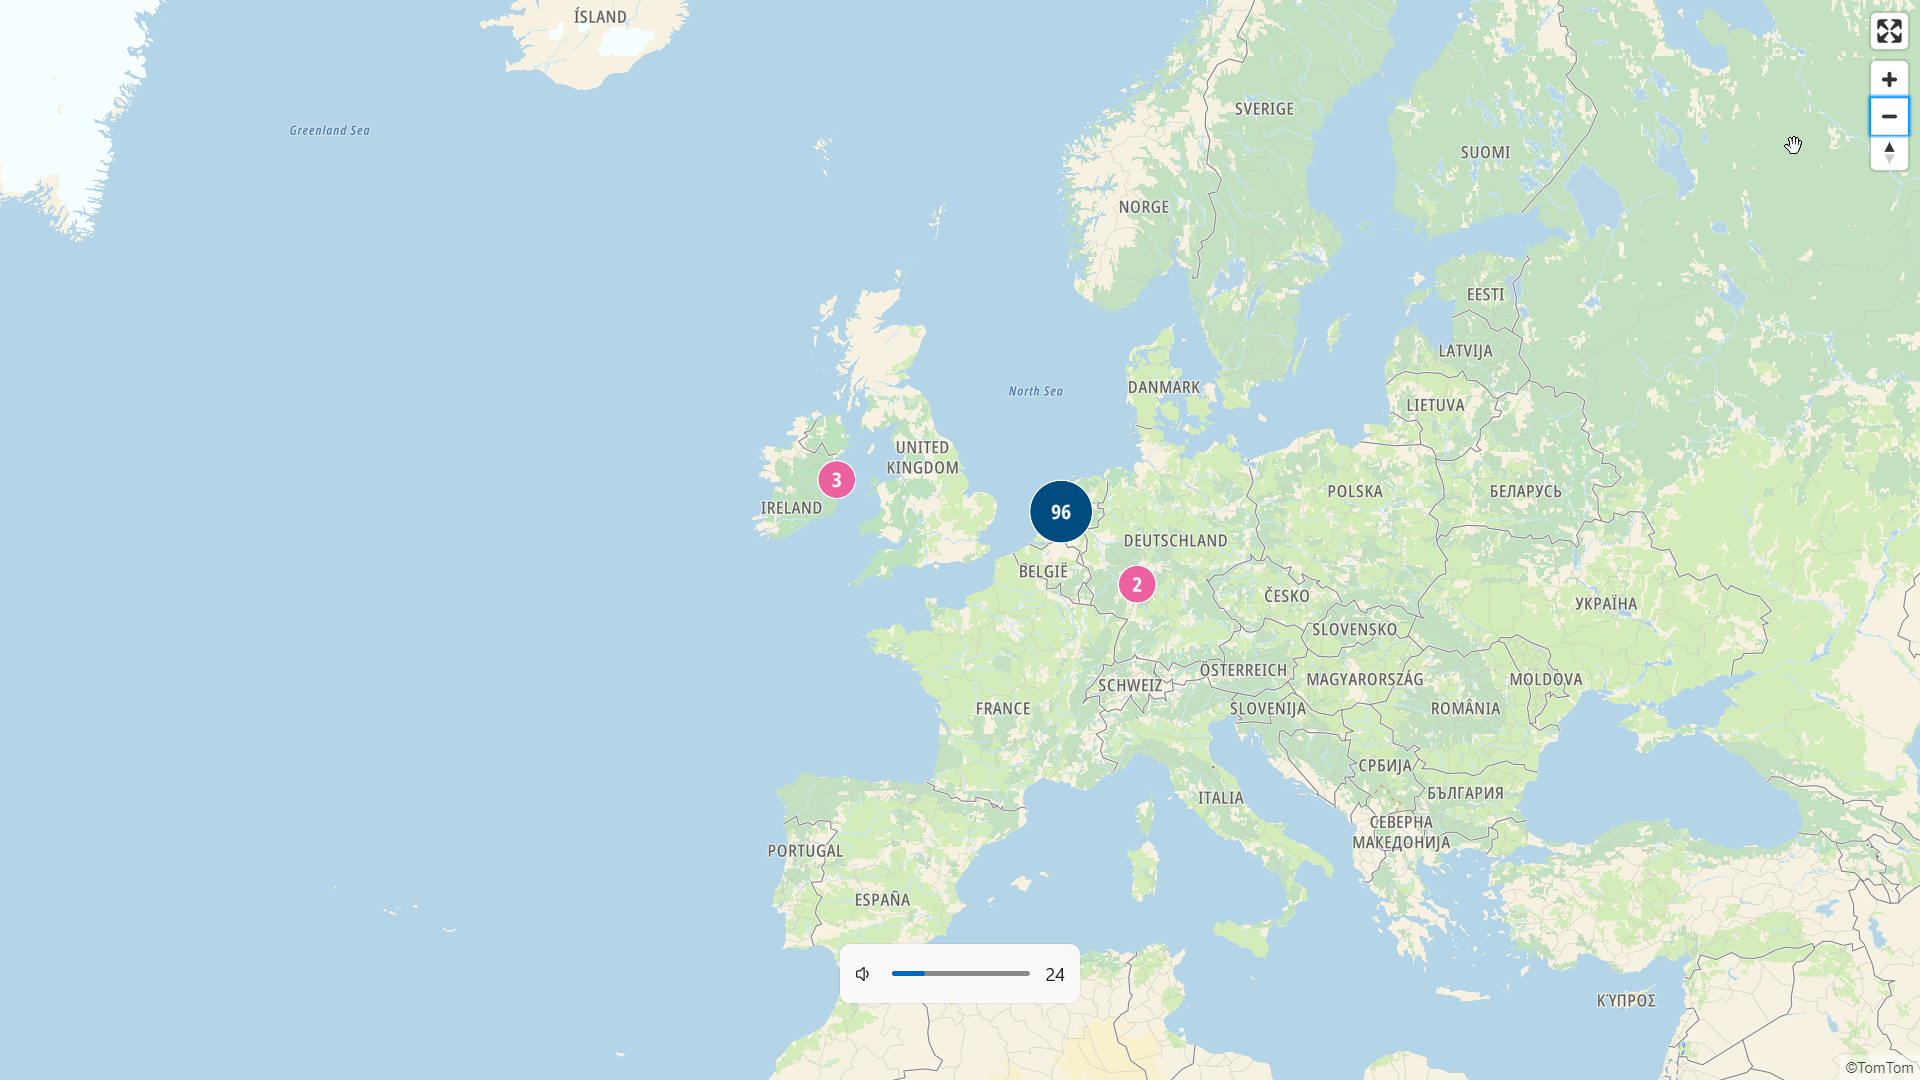 ÍSLAND
Greenland Sea
SVERIGE
SUOMI
NORGE
EESTI
LATVIJA
DANMARK
North Sea
LIETUVA
UNITED
KINGDOM
3
IRELAND
96
POLSKA
БЕЛАРУСЬ
DEUTSCHLAND
BELGIË
2
ČESKO
УКРАЇНА
SLOVENSKO
ÖSTERREICH
MAGYARORSZÁG
MOLDOVA
SCHWEIZ
FRANCE
SLOVENIJA
ROMÂNIA
СРБИЈА
ITALIA
БЪЛГАРИЯ
СЕВЕРНА
МАКЕДОНИЈА
PORTUGAL
ESPAÑA
24
ΚΎΠΡΟΣ
©TomTom